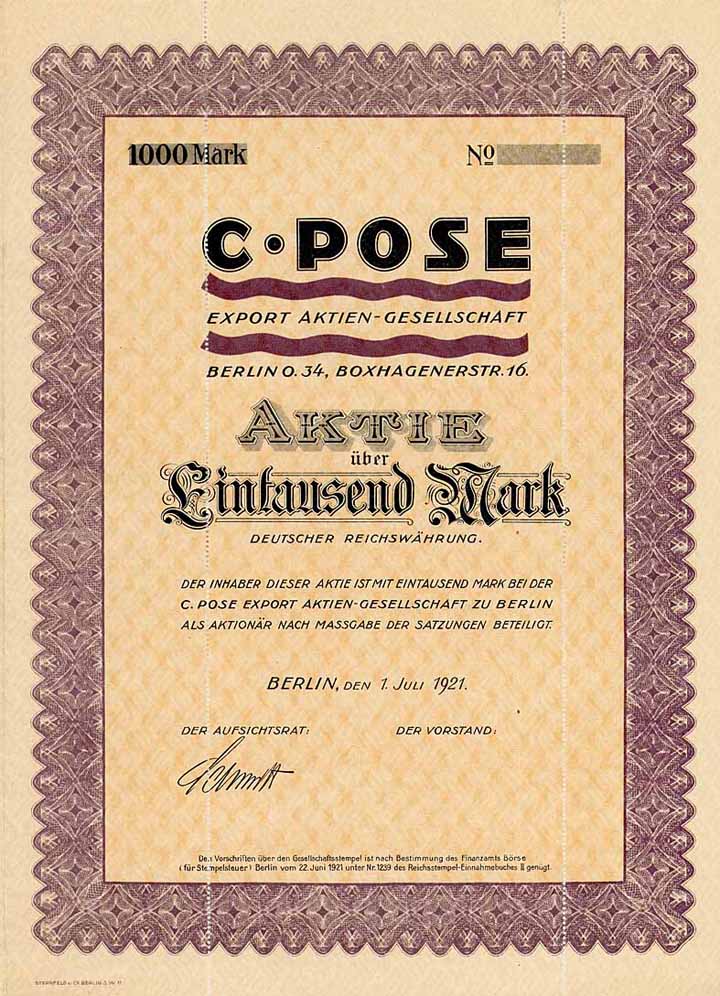 1000 Mark
No
C·POSE
EXPORT AKTIEN-GESELLSCHAFT
BERLIN O. 34, BOXHAGENERSTR. 16.
AKTIE
über
Eintausend Mark
DEUTSCHER REICHSWÄHRUNG.
DER INHABER DIESER AKTIE IST MIT EINTAUSEND MARK BEI DER
C. POSE EXPORT AKTIEN-GESELLSCHAFT ZU BERLIN
ALS AKTIONÄR NACH MASSGABE DER SATZUNGEN BETEILIGT.
BERLIN, DEN 1. JULI 1921.
DER AUFSICHTSRAT: DER VORSTAND:
Den Vorschriften über den Gesellschaftsstempel ist nach Bestimmung des Finanzamts Börse
(für Stempelsteuer) Berlin vom 22. Juni 1921 unter Nr. 1239 des Reichsstempel-Einnahmebuches II genügt.